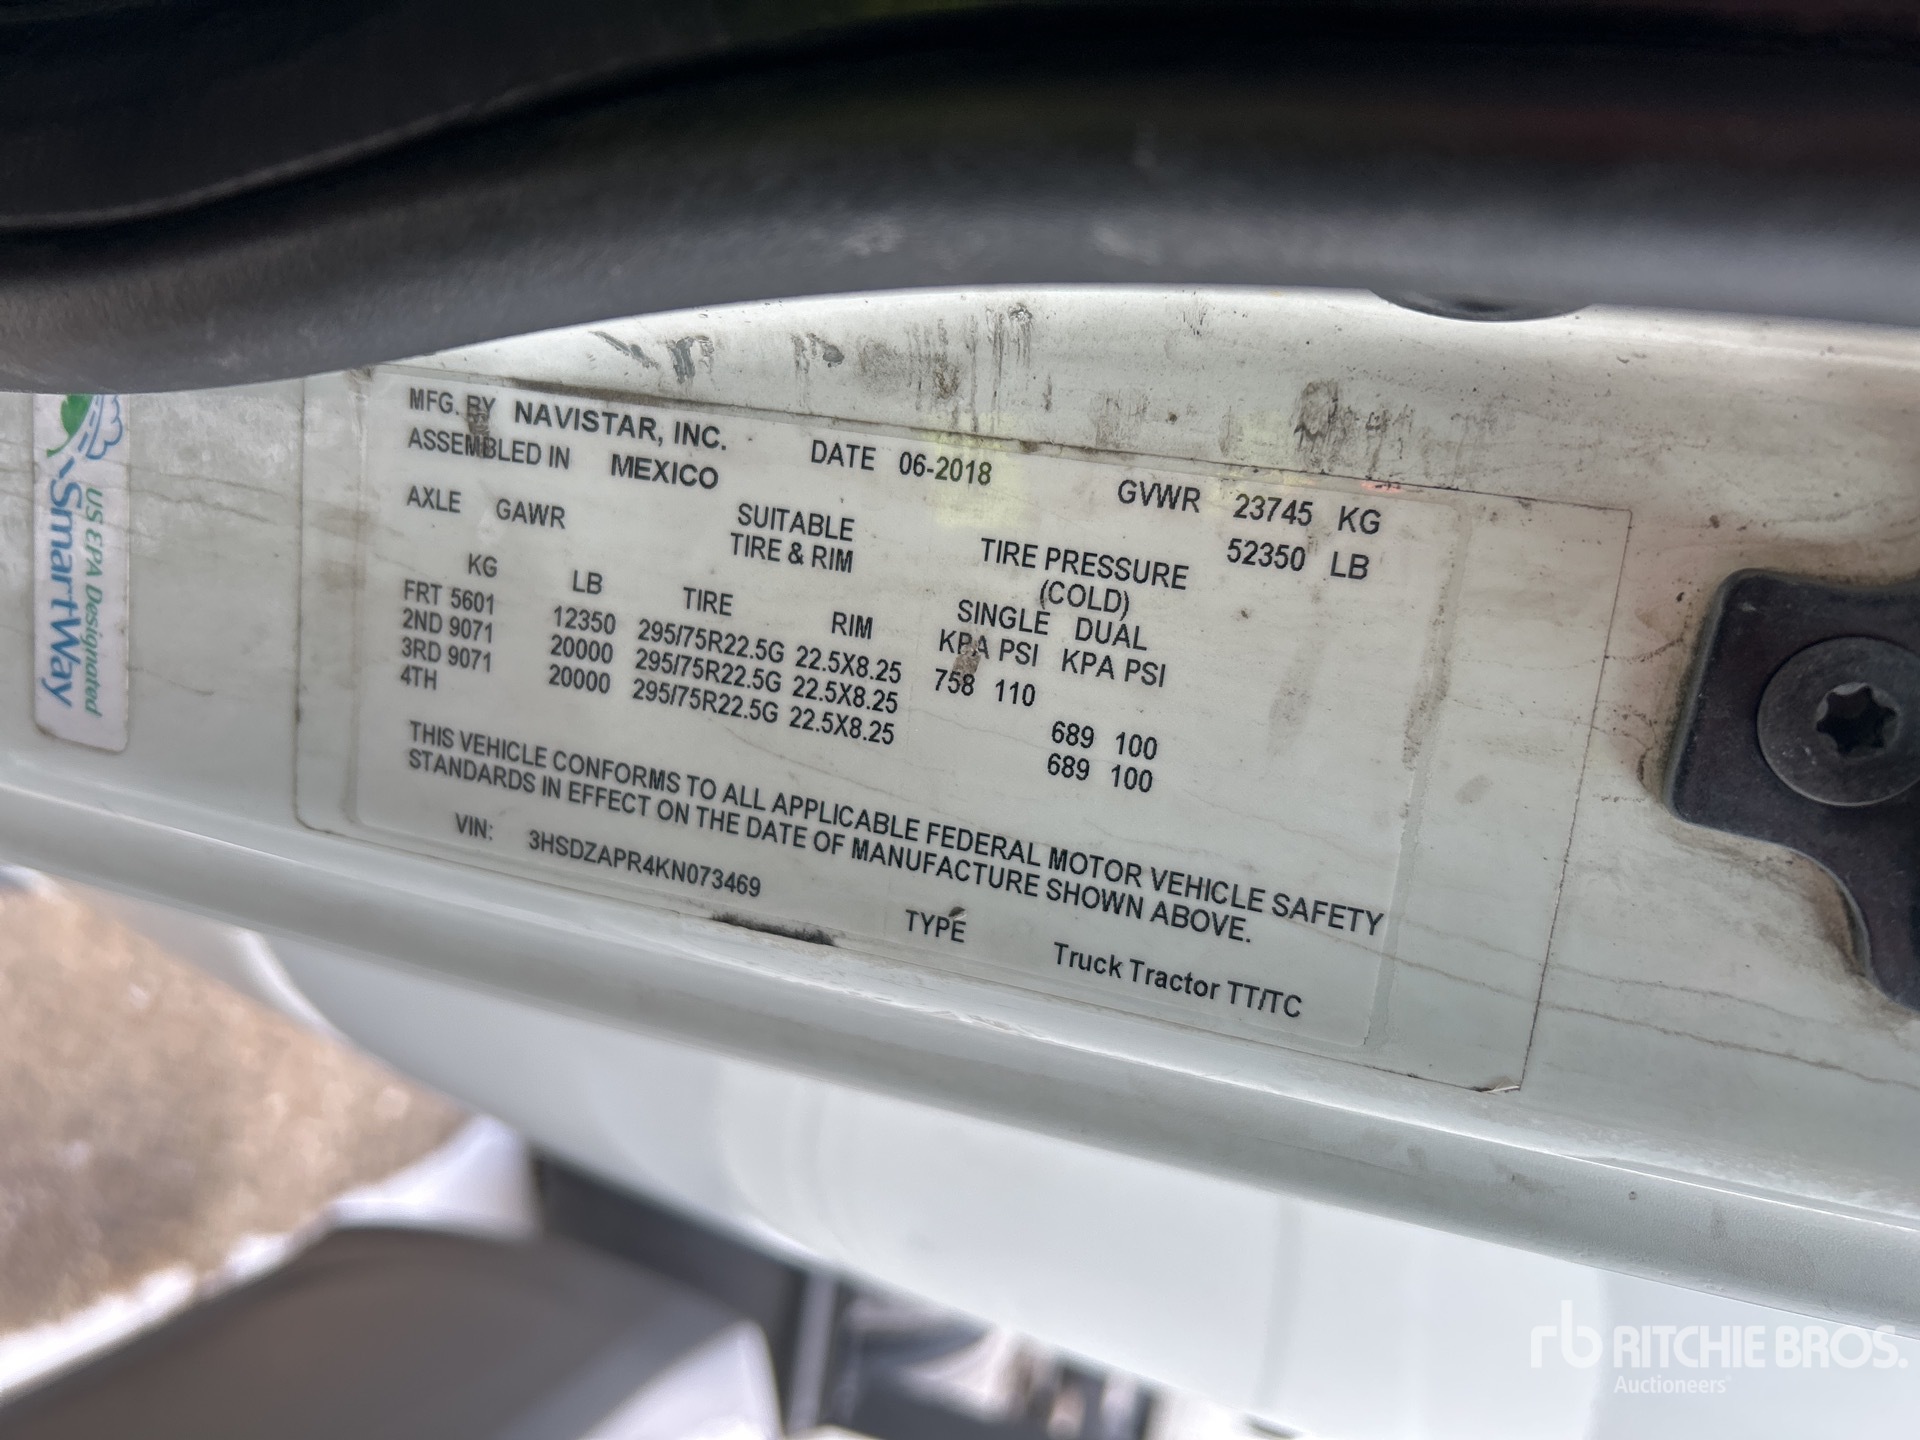 MFG. BY NAVISTAR, INC.
ASSEMBLED IN MEXICO
DATE 06-2018
GVWR 23745 KG
52350 LB
AXLE GAWR
SUITABLE
TIRE & RIM
TIRE PRESSURE
(COLD)
SINGLE DUAL
KG LB TIRE RIM KPA PSI KPA PSI
FRT 5601 12350 295/75R22.5G 22.5X8.25 758 110
2ND 9071 20000 295/75R22.5G 22.5X8.25 689 100
3RD 9071 20000 295/75R22.5G 22.5X8.25 689 100
4TH
THIS VEHICLE CONFORMS TO ALL APPLICABLE FEDERAL MOTOR VEHICLE SAFETY
STANDARDS IN EFFECT ON THE DATE OF MANUFACTURE SHOWN ABOVE.
VIN: 3HSDZAPR4KN073469
TYPE Truck Tractor TT/TC
US EPA Designated
SmartWay
rb RITCHIE BROS.
Auctioneers